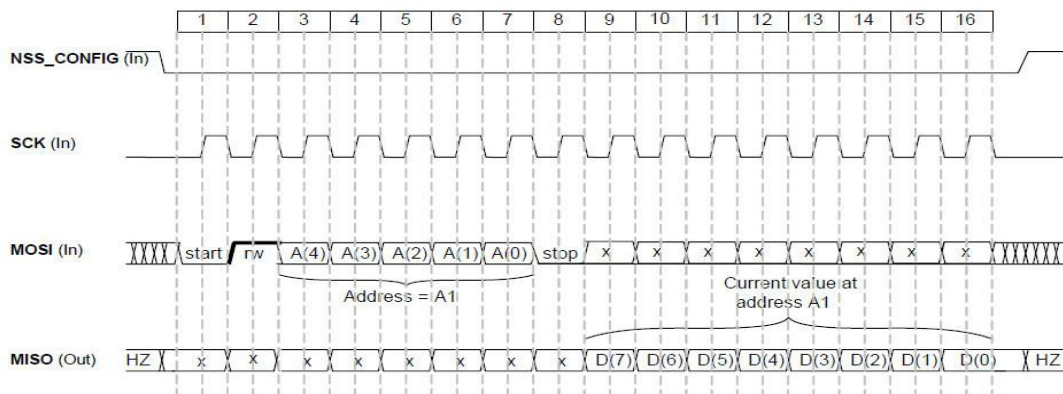 1 2 3 4 5 6 7 8 9 10 11 12 13 14 15 16
NSS_CONFIG (In)
SCK (In)
MOSI (In) start rw A(4) A(3) A(2) A(1) A(0) stop x x x x x x x x
Address = A1
Current value at
address A1
MISO (Out) HZ x x x x x x x x D(7) D(6) D(5) D(4) D(3) D(2) D(1) D(0) HZ